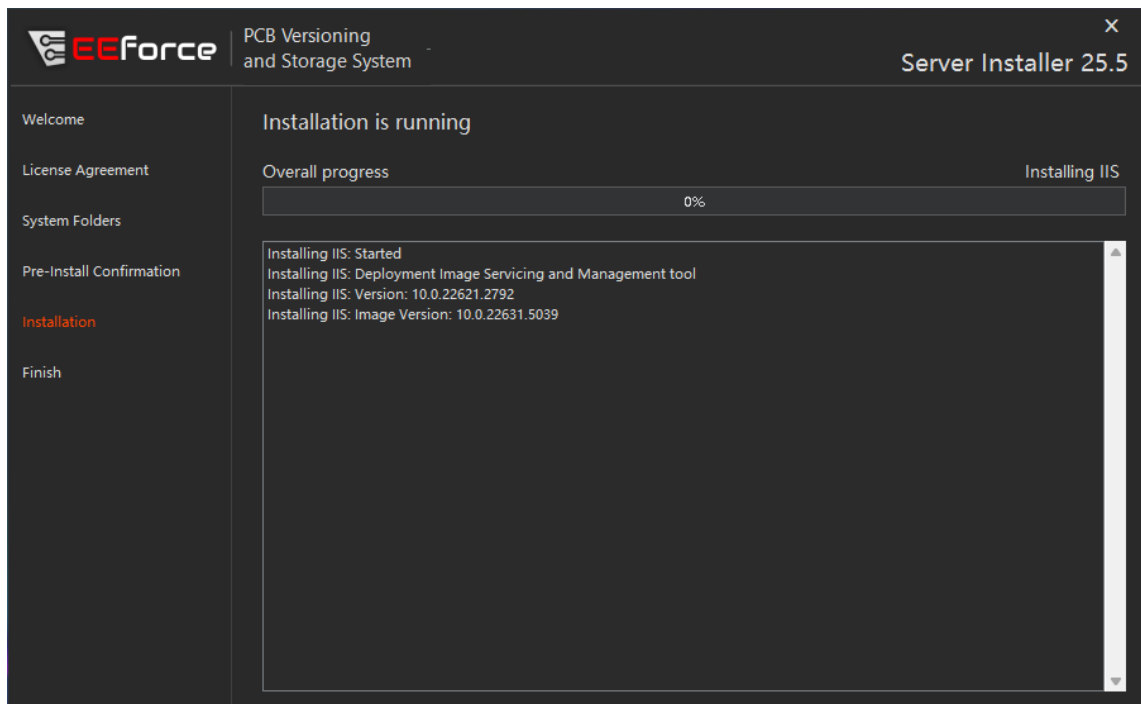 EEForce
PCB Versioning
and Storage System
×
Server Installer 25.5
Welcome
License Agreement
System Folders
Pre-Install Confirmation
Installation
Finish
Installation is running
Overall progress
Installing IIS
0%
Installing IIS: Started
Installing IIS: Deployment Image Servicing and Management tool
Installing IIS: Version: 10.0.22621.2792
Installing IIS: Image Version: 10.0.22631.5039